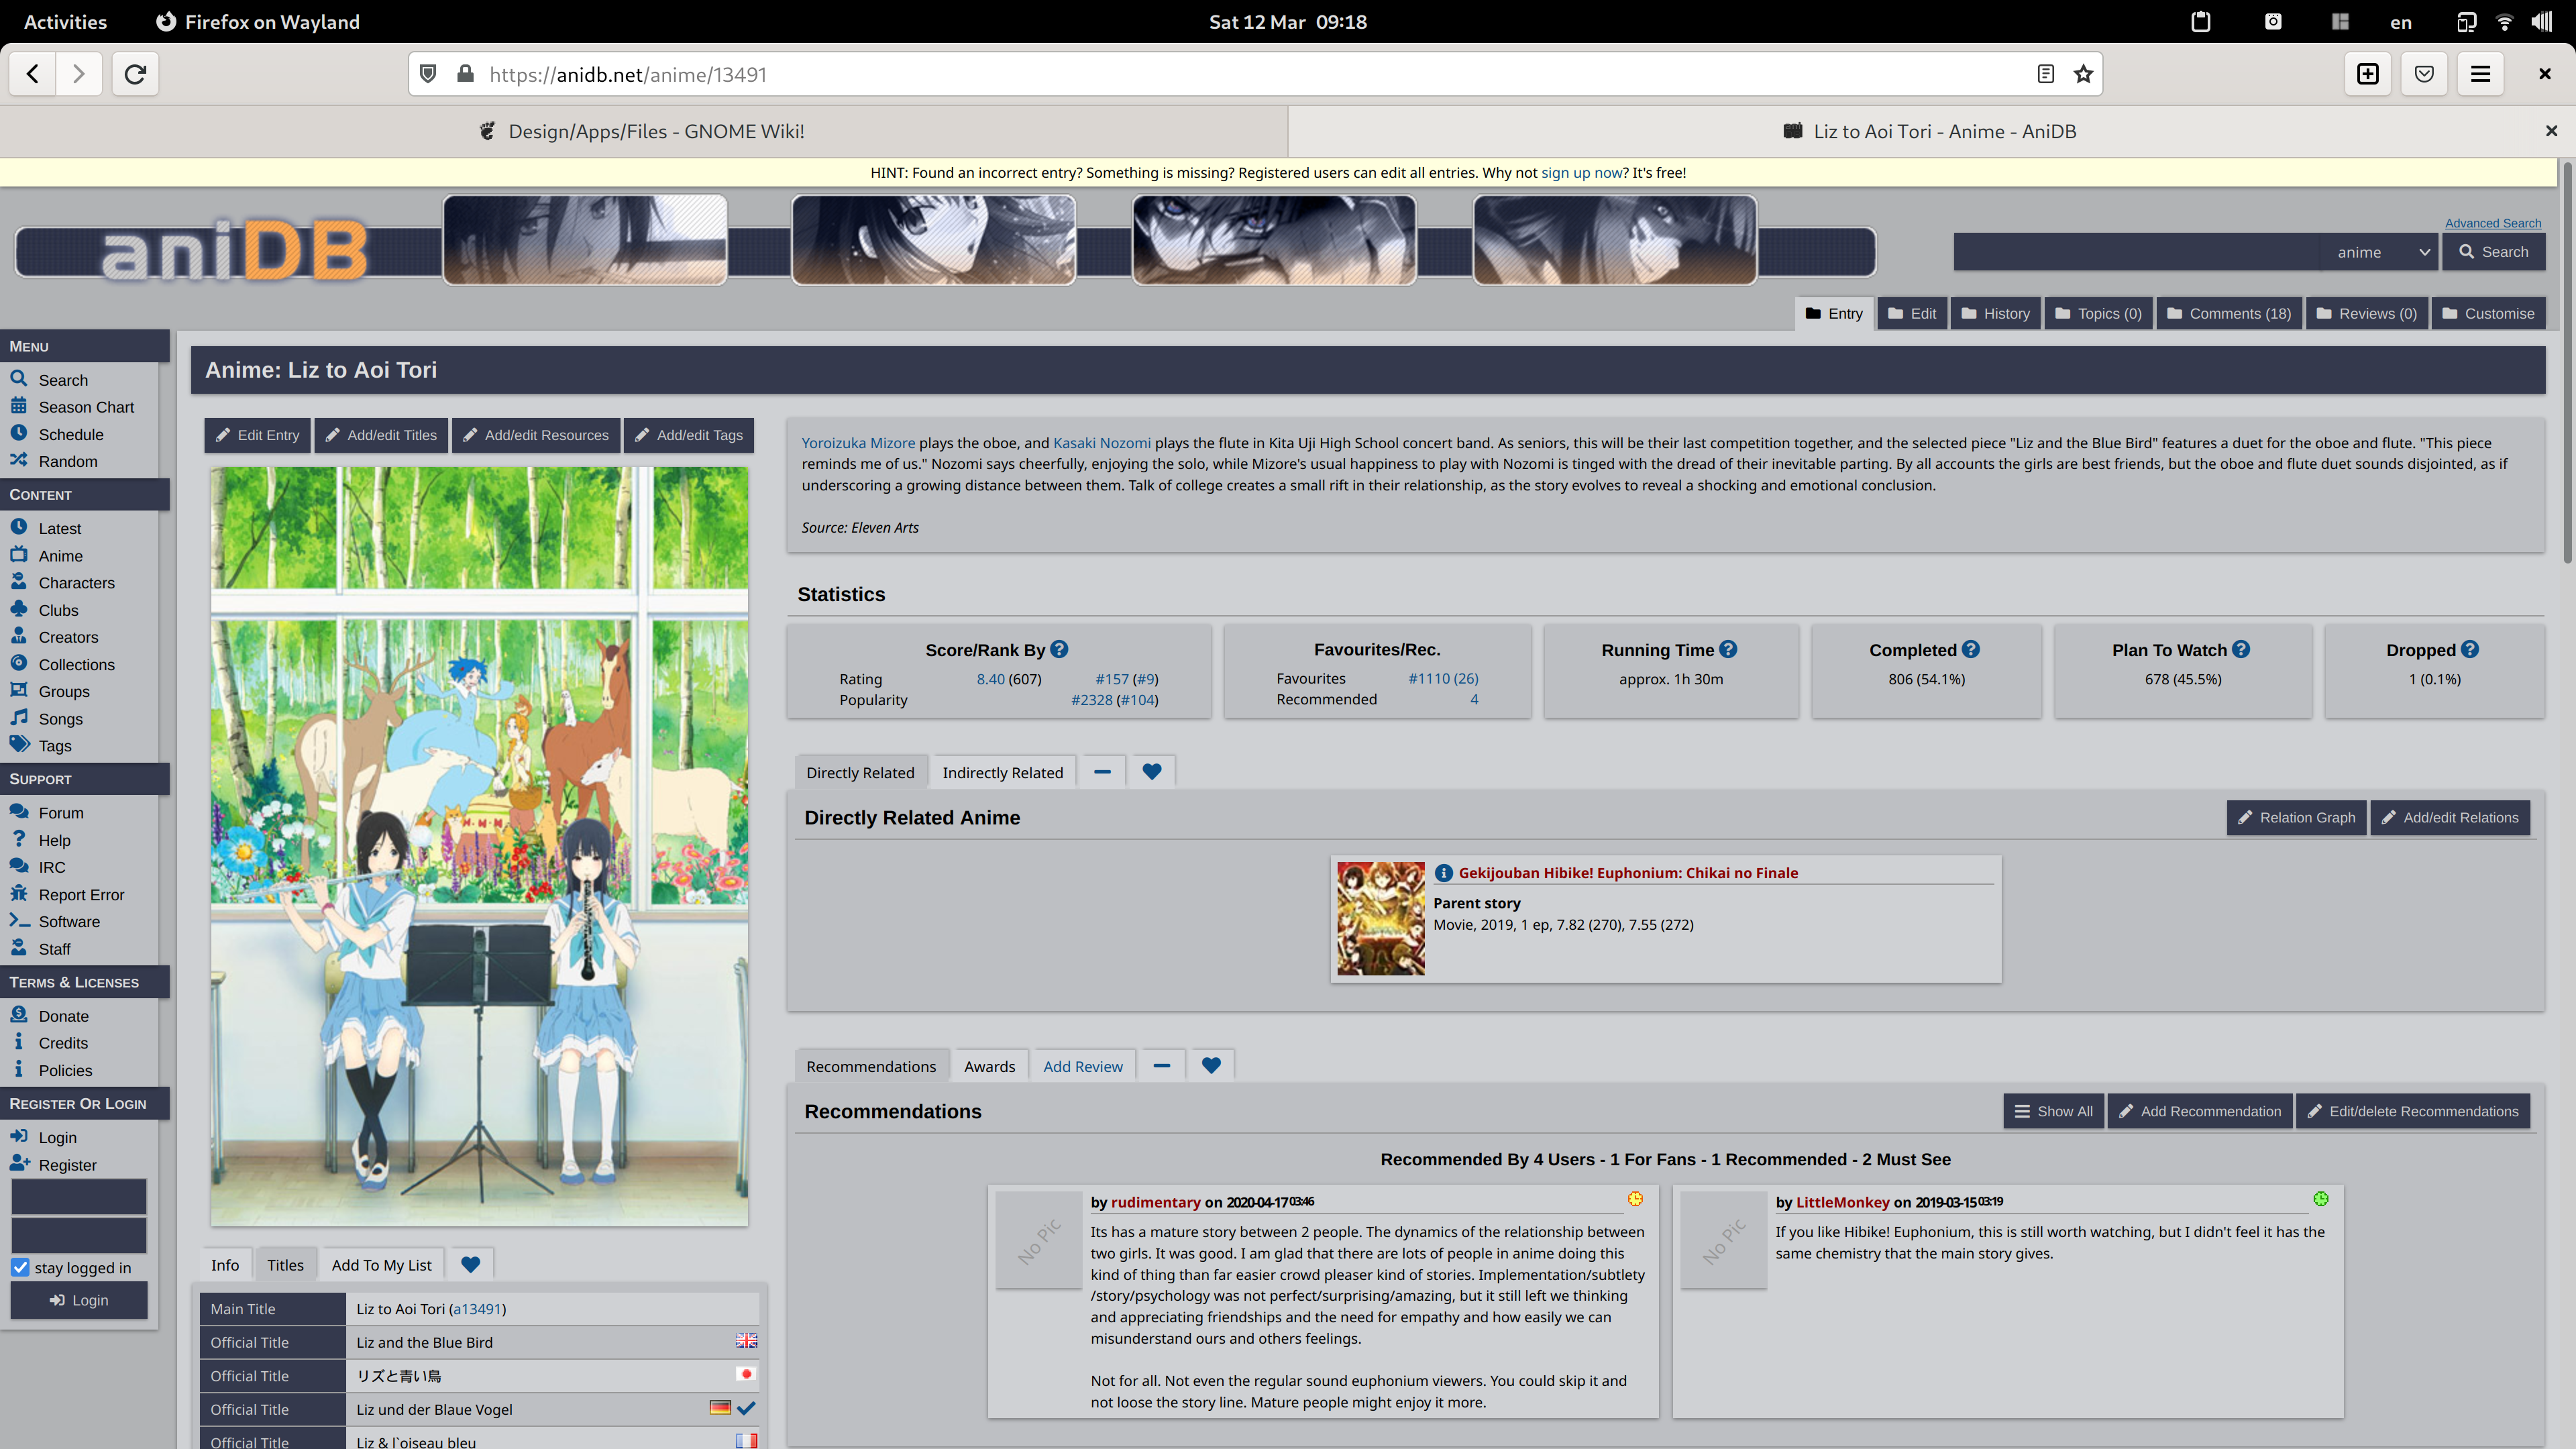 Activities
Firefox on Wayland
Sat 12 Mar 09:18
en
https://anidb.net/anime/13491
Design/Apps/Files - GNOME Wiki!
Liz to Aoi Tori - Anime - AniDB
HINT: Found an incorrect entry? Something is missing? Registered users can edit all entries. Why not sign up now? It's free!
aniDB
Advanced Search
anime
Search
Entry
Edit
History
Topics (0)
Comments (18)
Reviews (0)
Customise
MENU
Search
Season Chart
Schedule
Random
CONTENT
Latest
Anime
Characters
Clubs
Creators
Collections
Groups
Songs
Tags
SUPPORT
Forum
Help
IRC
Report Error
Software
Staff
TERMS & LICENSES
Donate
Credits
Policies
REGISTER OR LOGIN
Login
Register
stay logged in
Login
Anime: Liz to Aoi Tori
Edit Entry
Add/edit Titles
Add/edit Resources
Add/edit Tags
Info
Titles
Add To My List
Main Title Liz to Aoi Tori (a13491)
Official Title Liz and the Blue Bird
Official Title リズと青い鳥
Official Title Liz und der Blaue Vogel
Official Title Liz & l`oiseau bleu
Yoroizuka Mizore plays the oboe, and Kasaki Nozomi plays the flute in Kita Uji High School concert band. As seniors, this will be their last competition together, and the selected piece "Liz and the Blue Bird" features a duet for the oboe and flute. "This piece
reminds me of us." Nozomi says cheerfully, enjoying the solo, while Mizore's usual happiness to play with Nozomi is tinged with the dread of their inevitable parting. By all accounts the girls are best friends, but the oboe and flute duet sounds disjointed, as if
underscoring a growing distance between them. Talk of college creates a small rift in their relationship, as the story evolves to reveal a shocking and emotional conclusion.
Source: Eleven Arts
Statistics
Score/Rank By
Rating 8.40 (607) #157 (#9)
Popularity #2328 (#104)
Favourites/Rec.
Favourites #1110 (26)
Recommended 4
Running Time
approx. 1h 30m
Completed
806 (54.1%)
Plan To Watch
678 (45.5%)
Dropped
1 (0.1%)
Directly Related
Indirectly Related
Directly Related Anime
Relation Graph
Add/edit Relations
Gekijouban Hibike! Euphonium: Chikai no Finale
Parent story
Movie, 2019, 1 ep, 7.82 (270), 7.55 (272)
Recommendations
Awards
Add Review
Recommendations
Show All
Add Recommendation
Edit/delete Recommendations
Recommended By 4 Users - 1 For Fans - 1 Recommended - 2 Must See
No Pic
by rudimentary on 2020-04-17 03:46
Its has a mature story between 2 people. The dynamics of the relationship between
two girls. It was good. I am glad that there are lots of people in anime doing this
kind of thing than far easier crowd pleaser kind of stories. Implementation/subtlety
/story/psychology was not perfect/surprising/amazing, but it still left we thinking
and appreciating friendships and the need for empathy and how easily we can
misunderstand ours and others feelings.
Not for all. Not even the regular sound euphonium viewers. You could skip it and
not loose the story line. Mature people might enjoy it more.
No Pic
by LittleMonkey on 2019-03-15 03:19
If you like Hibike! Euphonium, this is still worth watching, but I didn't feel it has the
same chemistry that the main story gives.